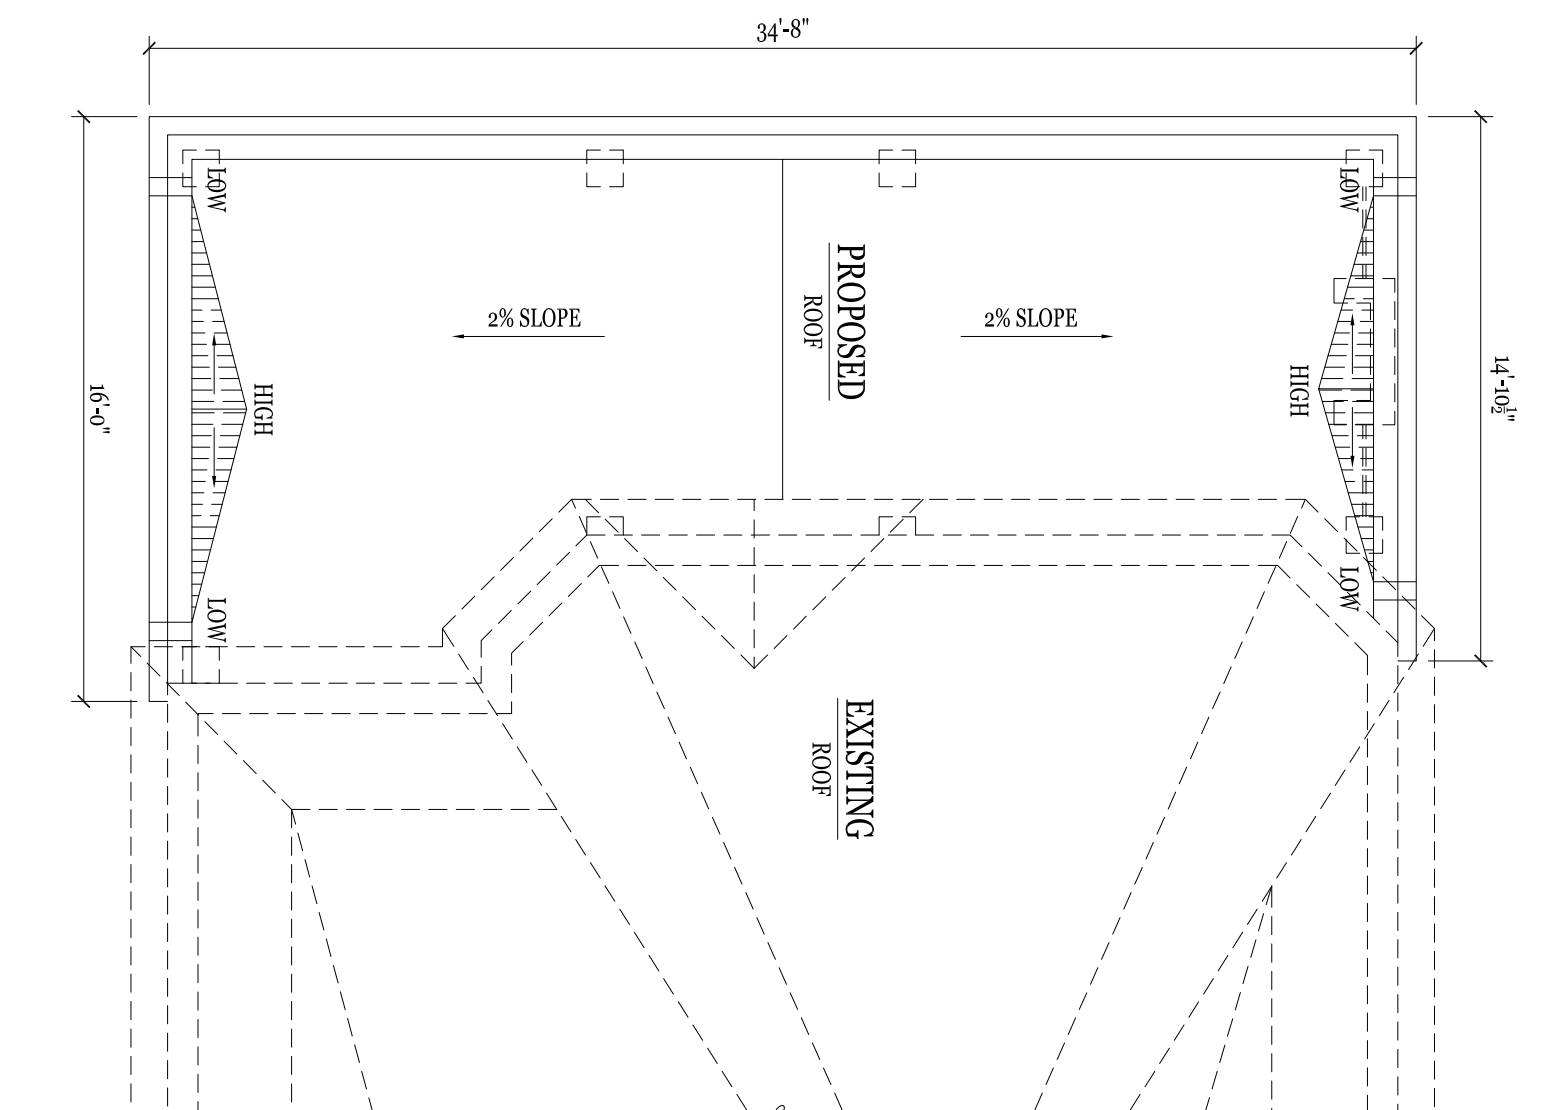 34'-8"
LOW
LOW
PROPOSED
ROOF
2% SLOPE
2% SLOPE
16'-0"
HIGH
HIGH
14'-10½"
LOW
LOW
EXISTING
ROOF